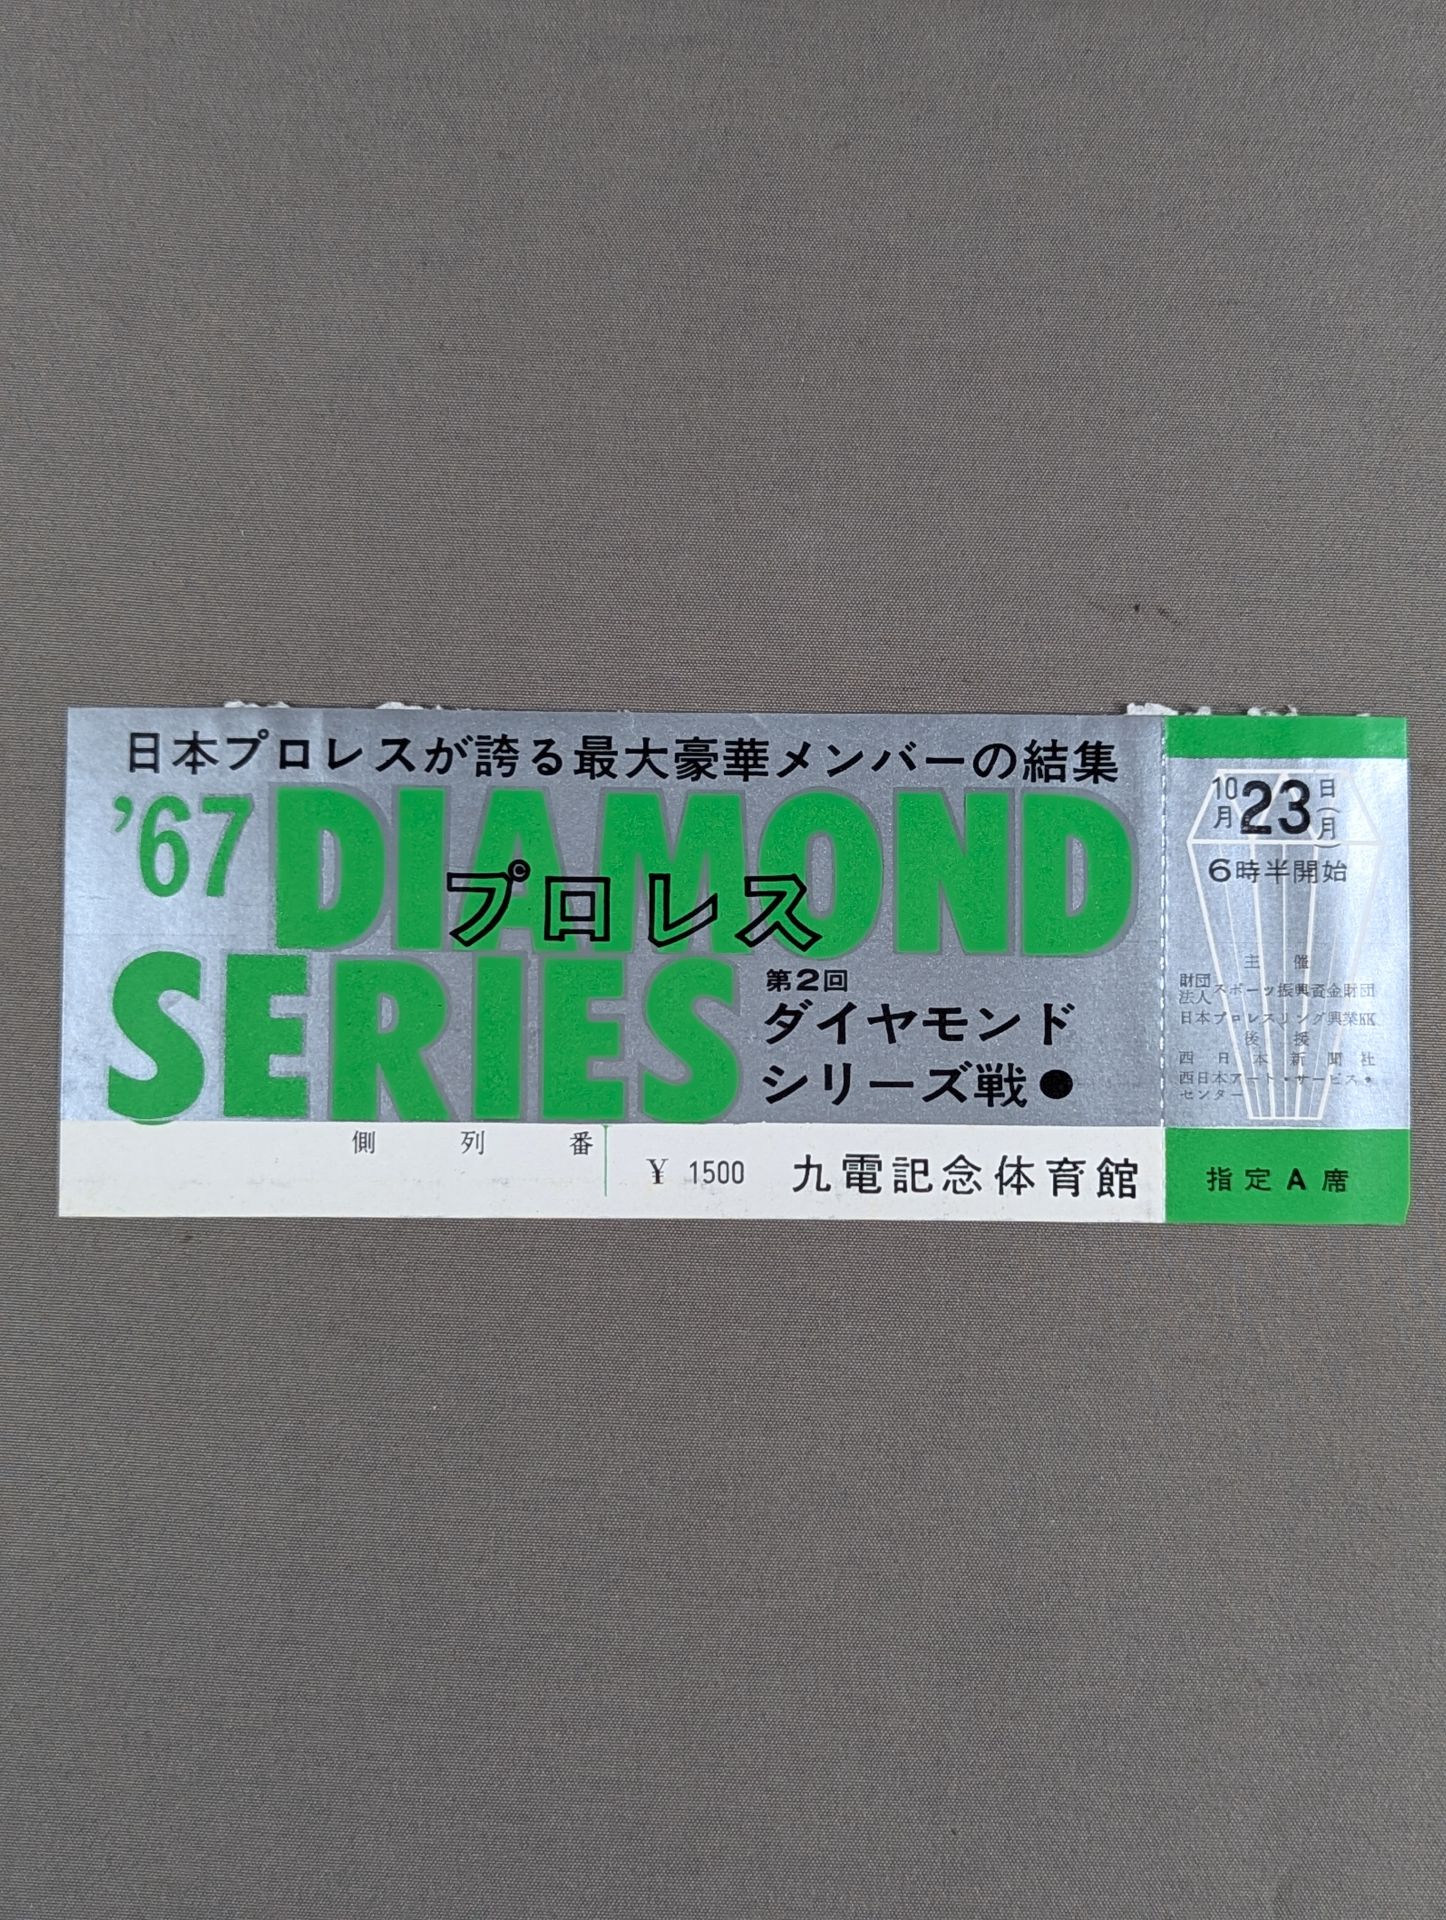 日本プロレスが誇る最大豪華メンバーの結集
'67 DIAMOND
プロレス
SERIES
第2回
ダイヤモンド
シリーズ戦●
側 列 番
¥ 1500 九電記念体育館
10月23日(月)
6時半開始
主催
財団法人スポーツ振興資金財団
日本プロレスリング興業KK
後援
西日本新聞社
西日本アート・サービス・
センター
指定A席